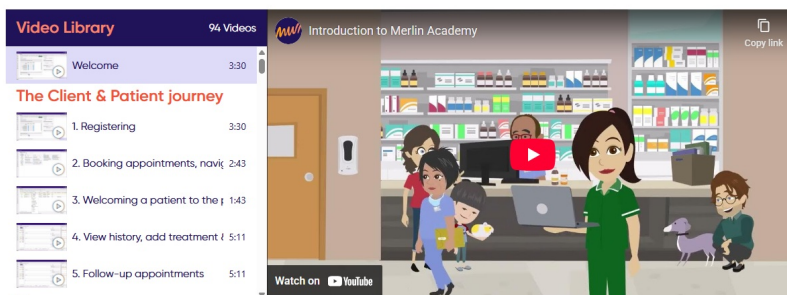 Video Library 94 Videos
Welcome 3:30
The Client & Patient journey
1. Registering 3:30
2. Booking appointments, navig 2:43
3. Welcoming a patient to the p 1:43
4. View history, add treatment & 5:11
5. Follow-up appointments 5:11
mw Introduction to Merlin Academy
Copy link
Watch on YouTube